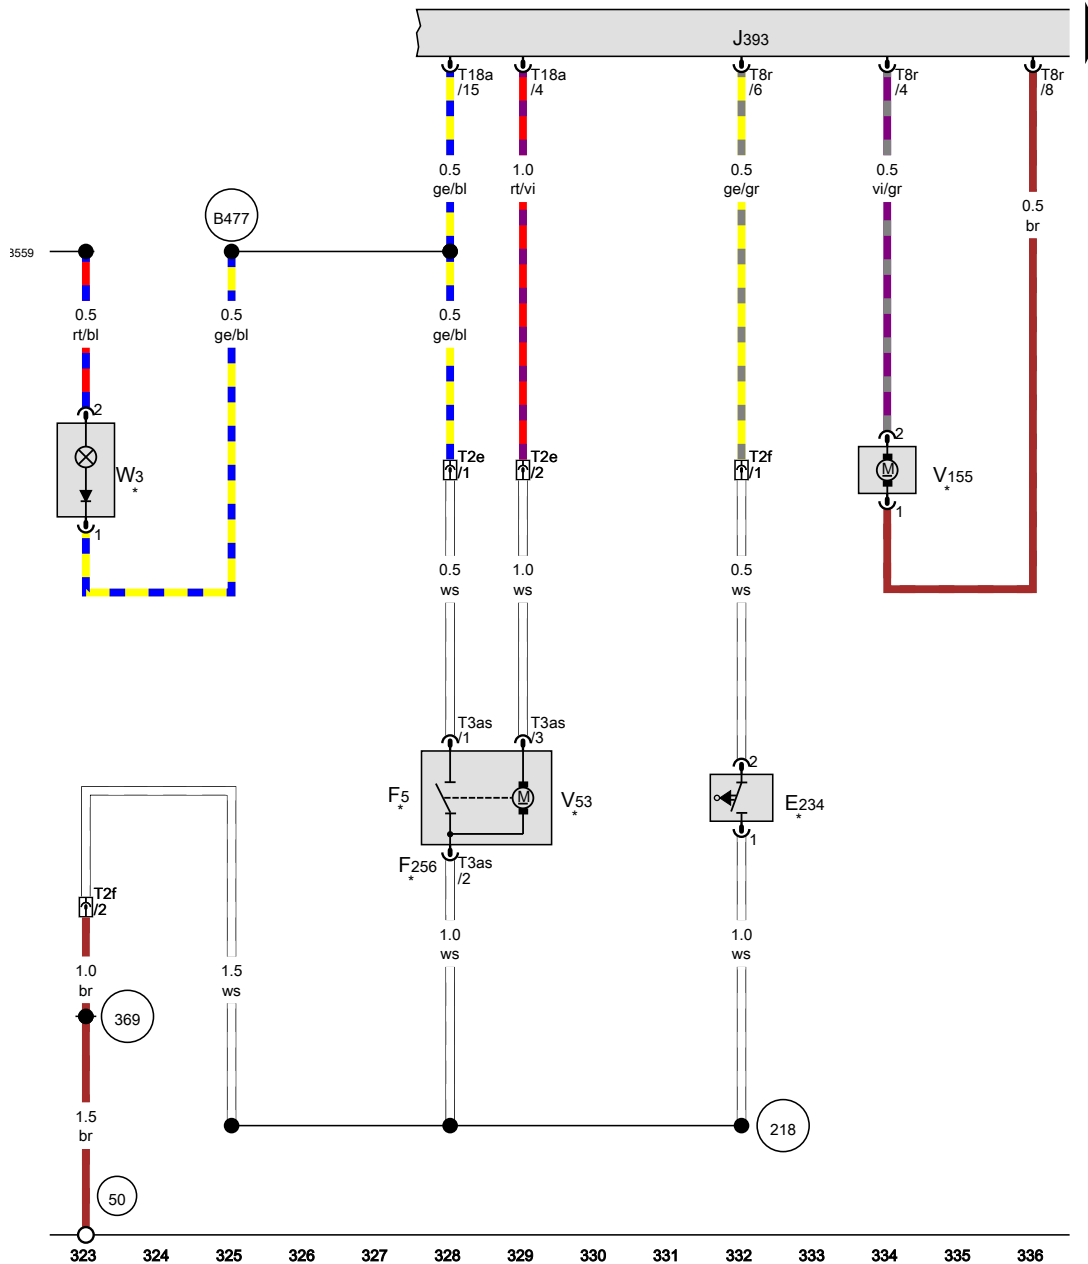 J393
T18a
/15
T18a
/4
T8r
/6
T8r
/4
T8r
/8
0.5
ge/bl
1.0
rt/vi
0.5
ge/gr
0.5
vi/gr
0.5
br
B477
3559
0.5
rt/bl
0.5
ge/bl
0.5
ge/bl
2
W3
*
1
T2e
/1
T2e
/2
T2f
/1
2
V155
*
1
0.5
ws
1.0
ws
0.5
ws
T3as
/1
T3as
/3
F5
*
M
V53
*
F256
*
T3as
/2
2
E234
*
1
M
T2f
/2
1.0
br
1.5
ws
1.0
ws
1.0
ws
369
1.5
br
218
50
323 324 325 326 327 328 329 330 331 332 333 334 335 336